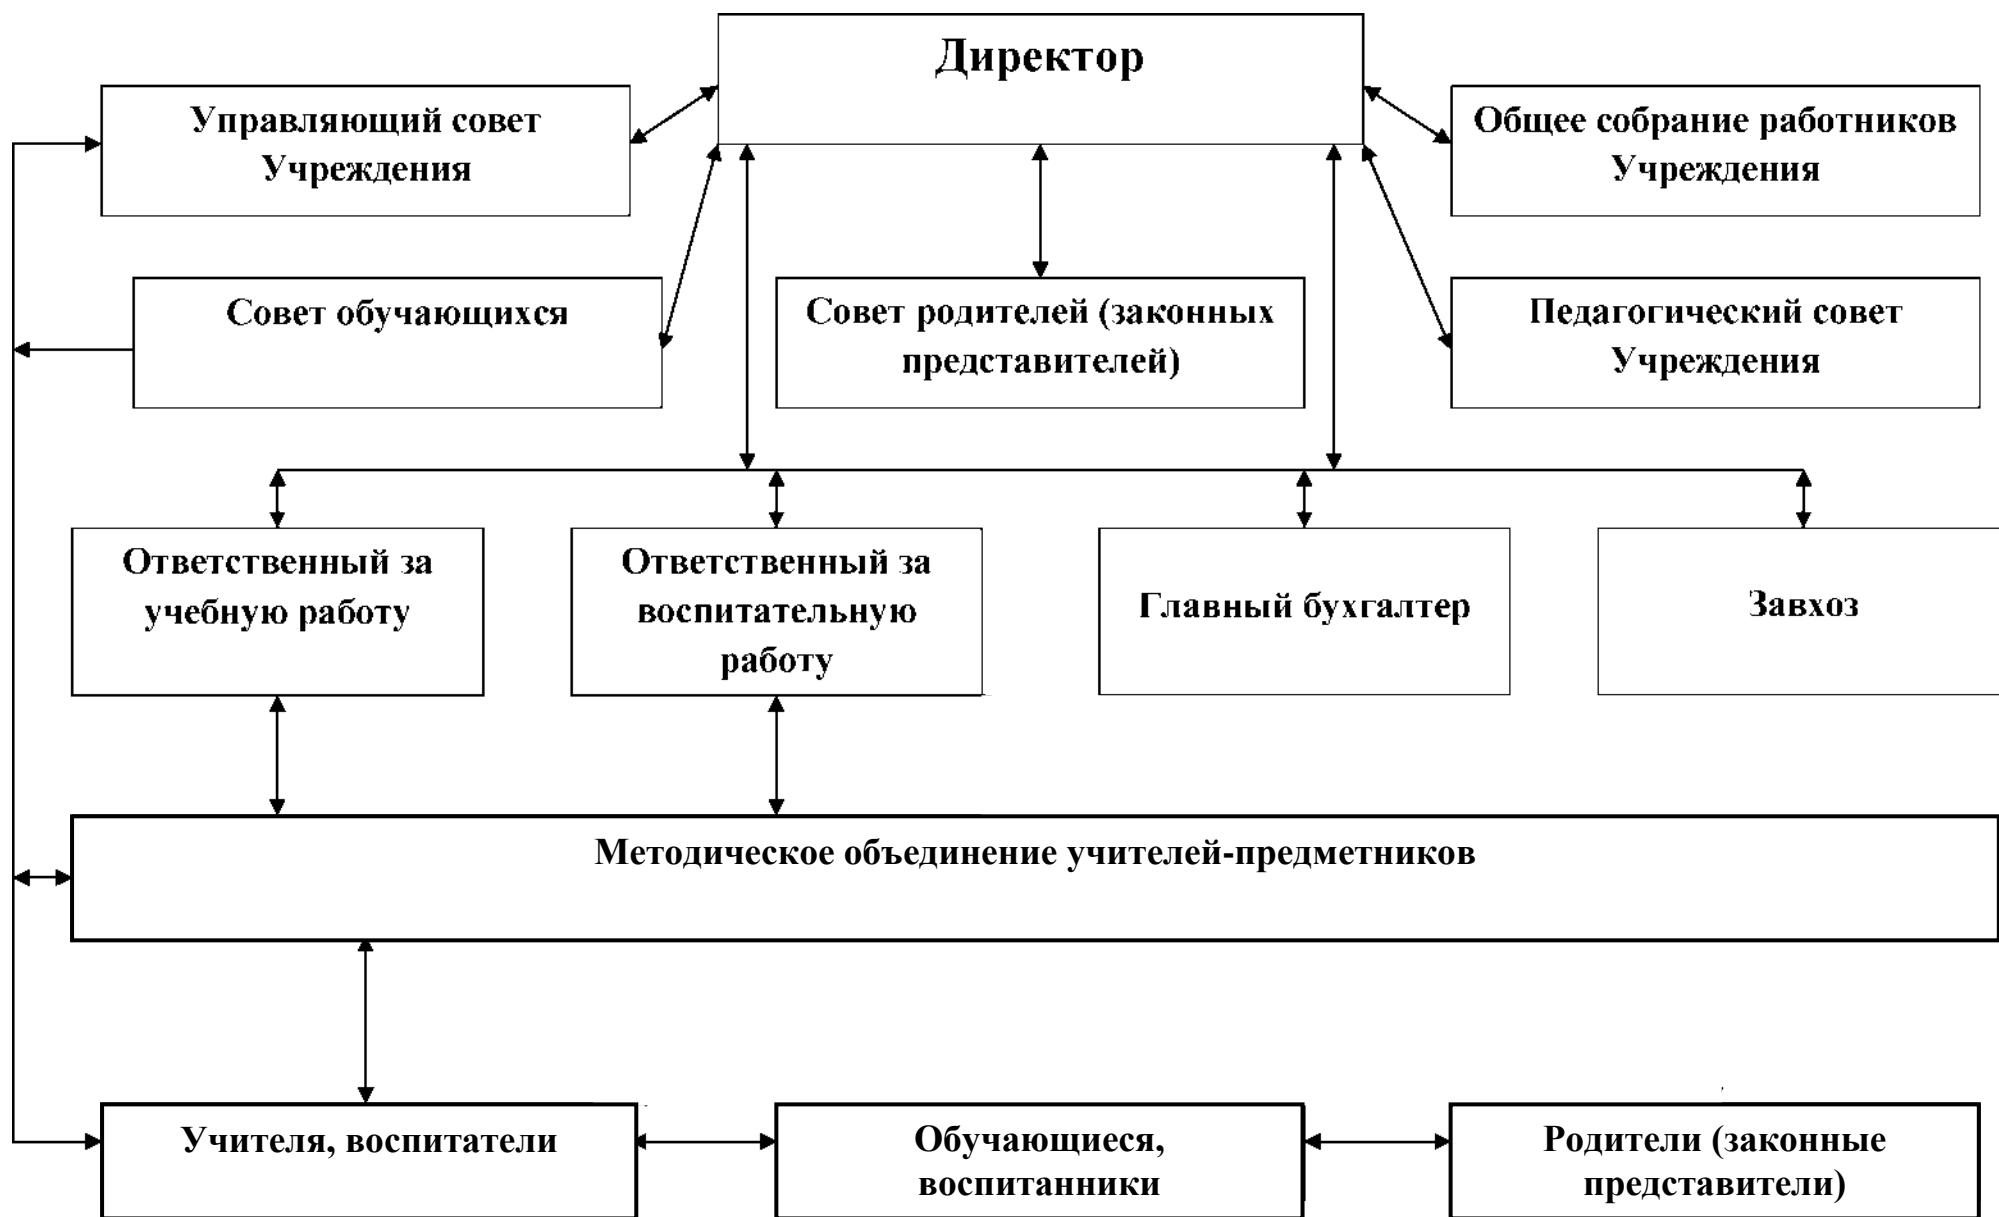 Директор
Управляющий совет
Учреждения
Общее собрание работников
Учреждения
Совет обучающихся
Совет родителей (законных
представителей)
Педагогический совет
Учреждения
Ответственный за
учебную работу
Ответственный за
воспитательную
работу
Главный бухгалтер
Завхоз
Методическое объединение учителей-предметников
Учителя, воспитатели
Обучающиеся,
воспитанники
Родители (законные
представители)